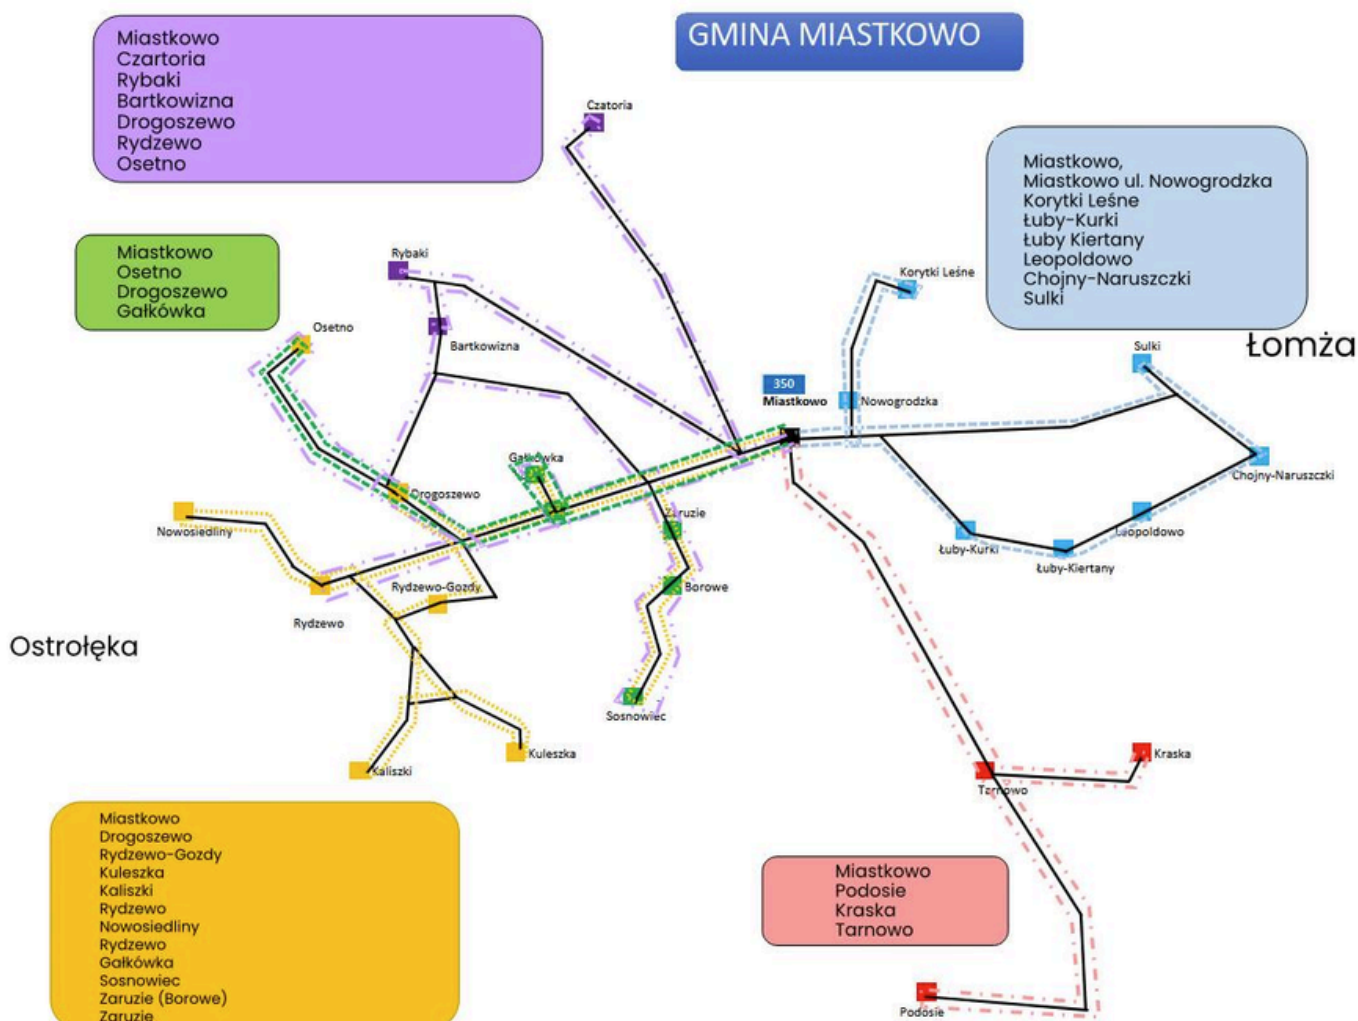 GMINA MIASTKOWO
Miastkowo
Czartoria
Rybaki
Bartkowizna
Drogoszewo
Rydzewo
Osetno
Czatoria
Miastkowo,
Miastkowo ul. Nowogrodzka
Korytki Leśne
Łuby-Kurki
Łuby Kiertany
Leopoldowo
Chojny-Naruszczki
Sulki
Miastkowo
Osetno
Drogoszewo
Gałkówka
Rybaki
Korytki Leśne
Osetno
Bartkowizna
Łomża
Sulki
350
Miastkowo
Nowogrodzka
Gałkówka
Chojny-Naruszczki
Drogoszewo
Zaruzie
Leopoldowo
Nowosiedliny
Łuby-Kurki
Łuby-Kiertany
Rydzewo-Gozdy
Borowe
Rydzewo
Ostrołęka
Sosnowiec
Kuleszka
Kaliszki
Kraska
Tarnowo
Miastkowo
Drogoszewo
Rydzewo-Gozdy
Kuleszka
Kaliszki
Rydzewo
Nowosiedliny
Rydzewo
Gałkówka
Sosnowiec
Zaruzie (Borowe)
Zaruzie
Miastkowo
Podosie
Kraska
Tarnowo
Podosie